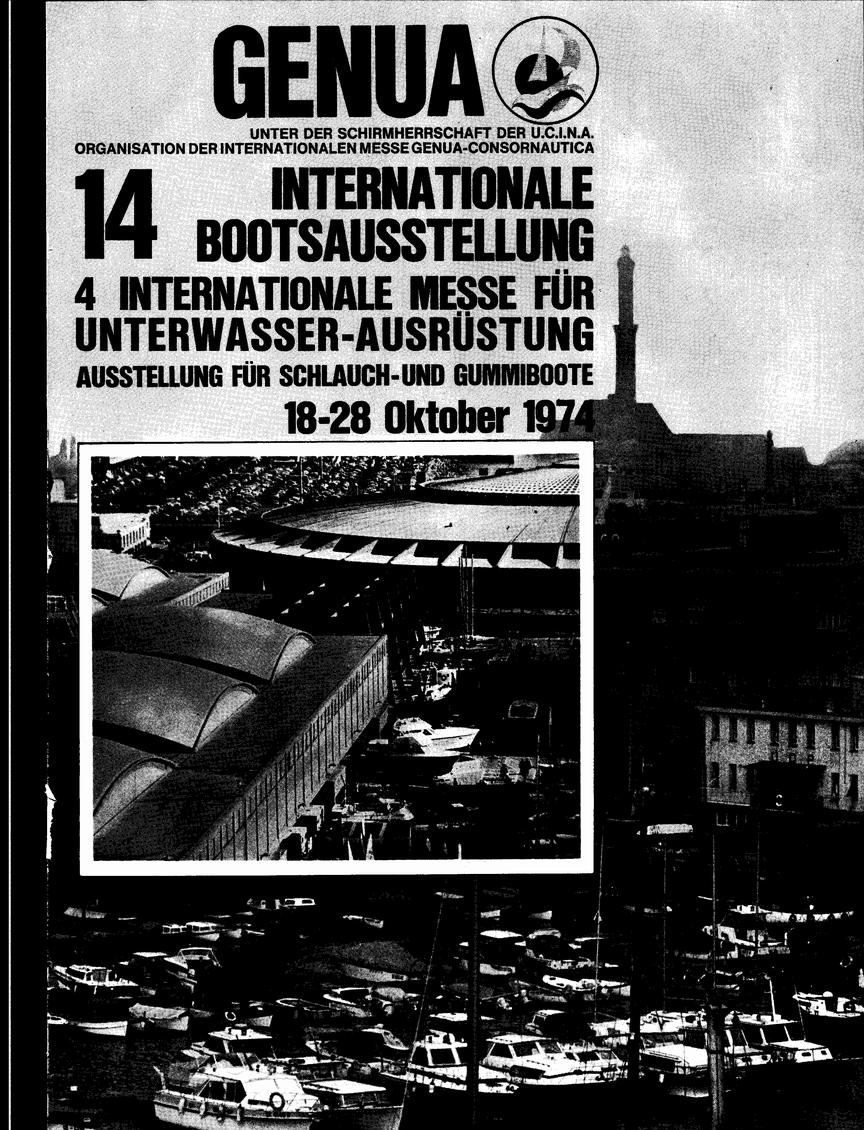 GENUA
UNTER DER SCHIRMHERRSCHAFT DER U.C.I.N.A.
ORGANISATION DER INTERNATIONALEN MESSE GENUA-CONSORNAUTICA
14 INTERNATIONALE
BOOTSAUSSTELLUNG
4 INTERNATIONALE MESSE FÜR
UNTERWASSER-AUSRÜSTUNG
AUSSTELLUNG FÜR SCHLAUCH-UND GUMMIBOOTE
18-28 Oktober 1974